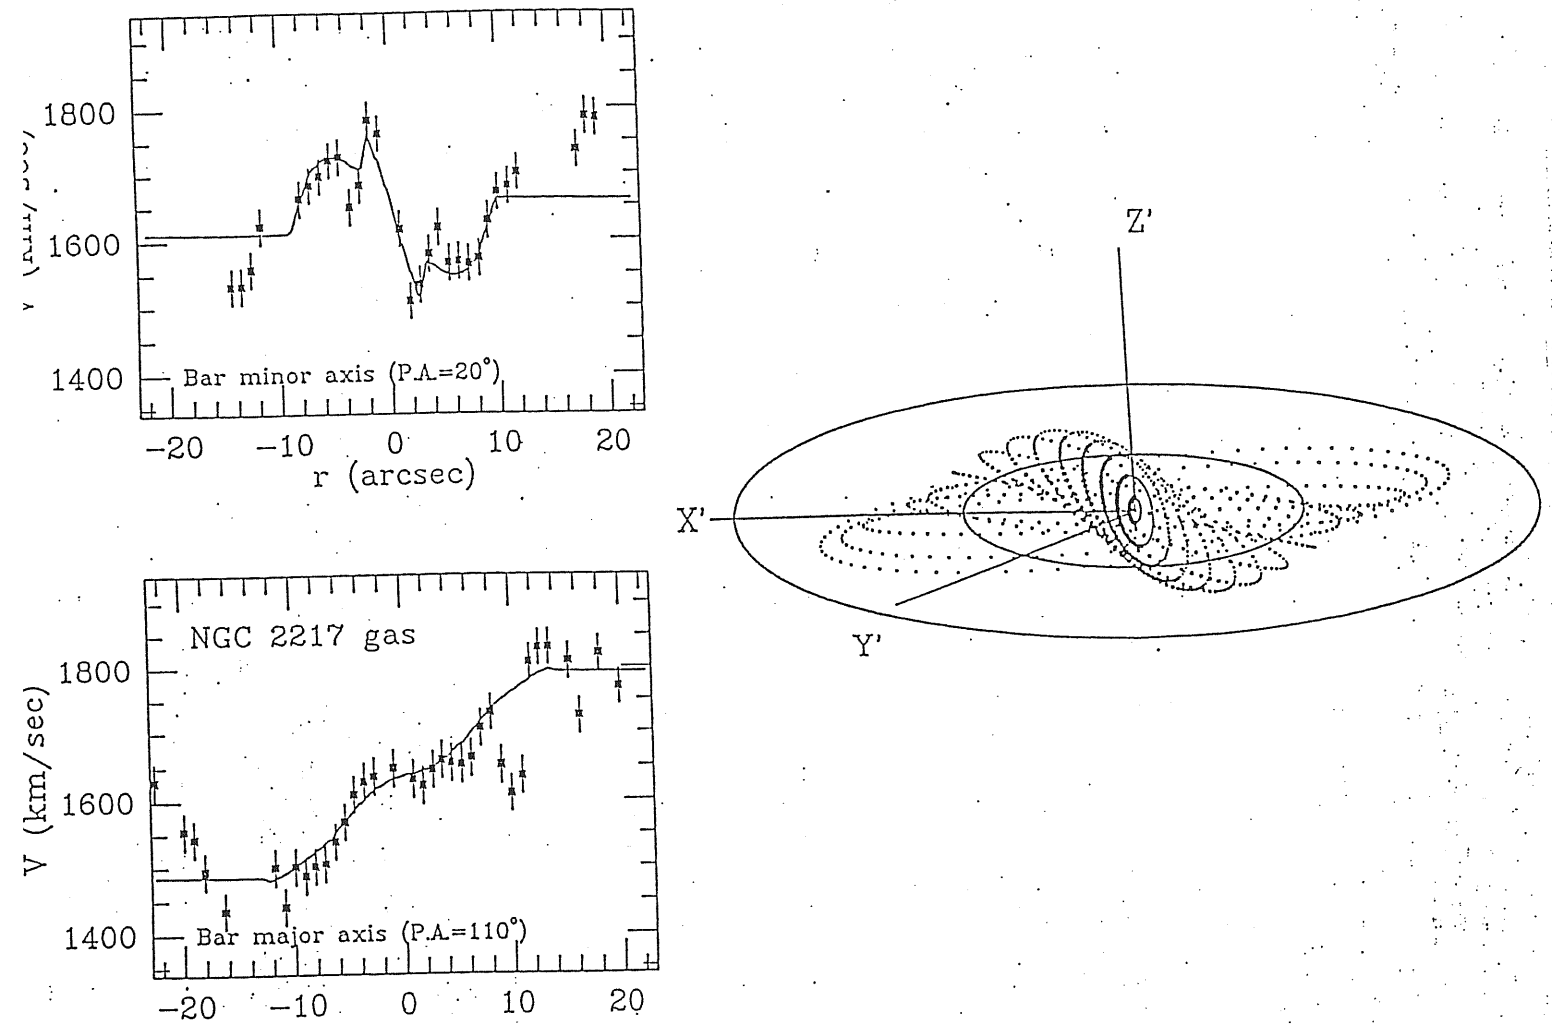 1800
1600
1400
Bar minor axis (P.A.=20°)
-20 -10 0 10 20
r (arcsec)
Z'
X'
Y'
NGC 2217 gas
V (km/sec)
1800
1600
1400
Bar major axis (P.A.=110°)
-20 -10 0 10 20